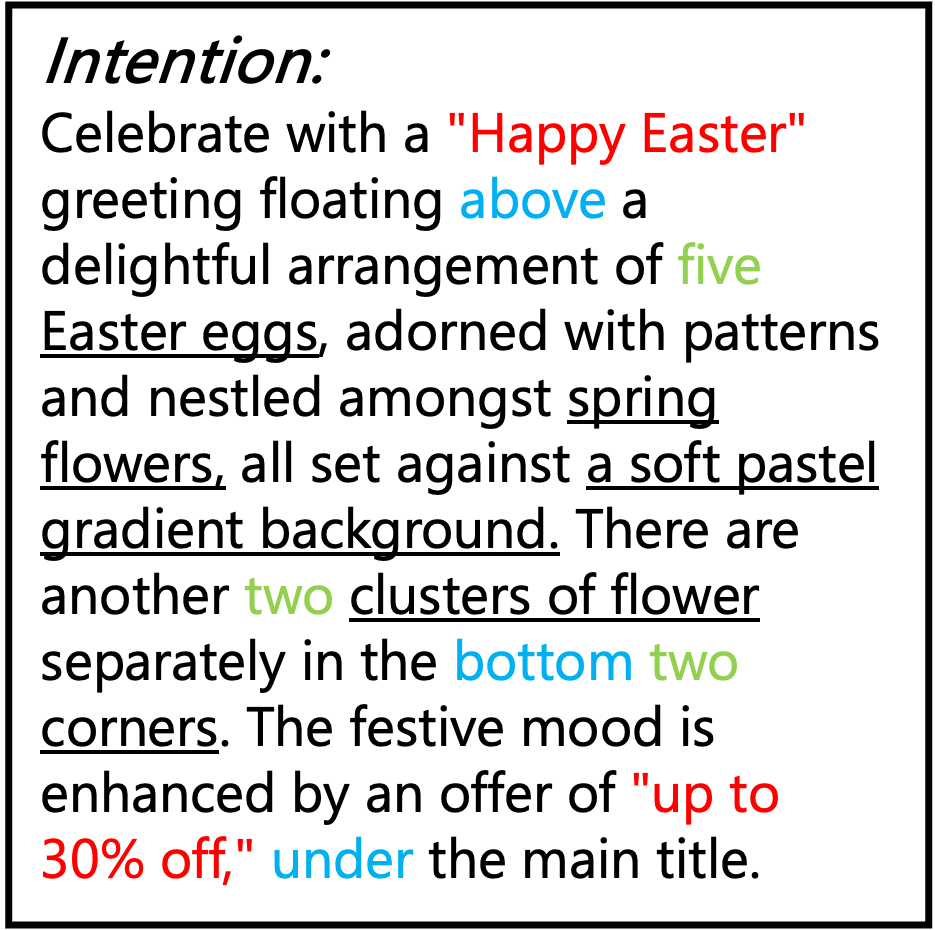 Intention:
Celebrate with a "Happy Easter"
greeting floating above a
delightful arrangement of five
Easter eggs, adorned with patterns
and nestled amongst spring
flowers, all set against a soft pastel
gradient background. There are
another two clusters of flower
separately in the bottom two
corners. The festive mood is
enhanced by an offer of "up to
30% off," under the main title.